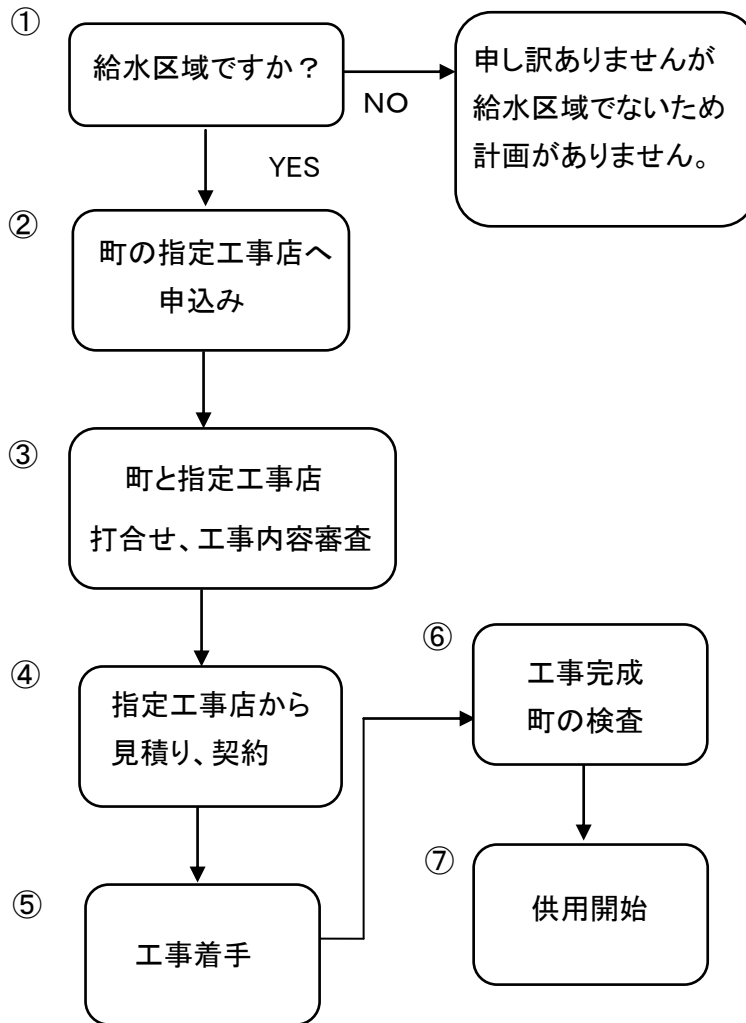 ①
給水区域ですか？
NO
申し訳ありませんが
給水区域でないため
計画がありません。
YES
②
町の指定工事店へ
申込み
③
町と指定工事店
打合せ、工事内容審査
④
指定工事店から
見積り、契約
⑤
工事着手
⑥
工事完成
町の検査
⑦
供用開始